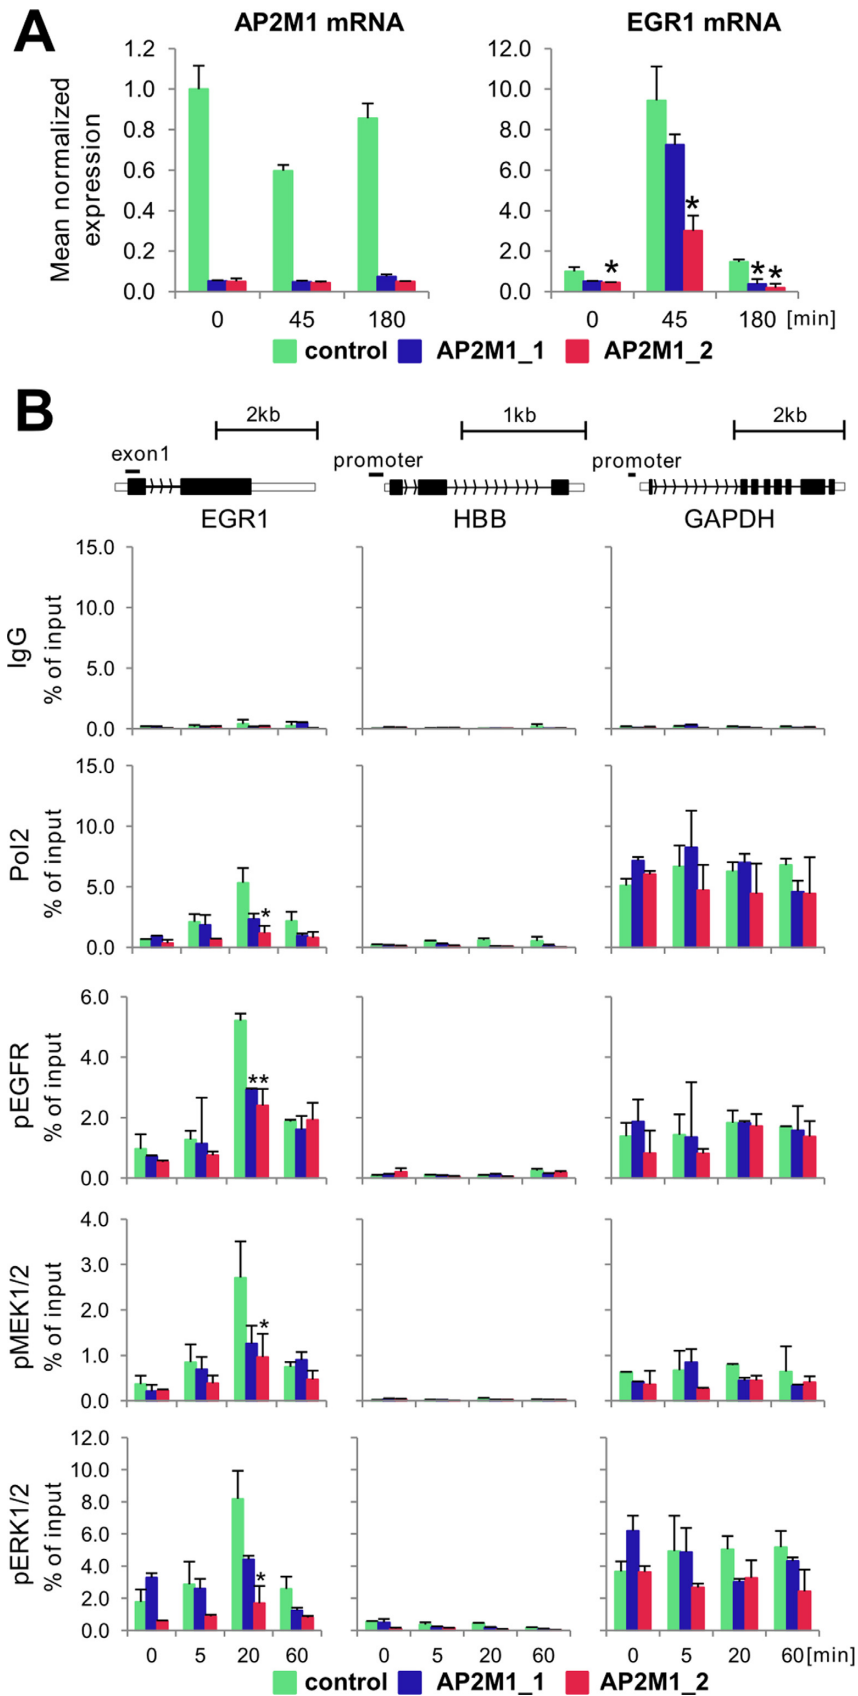 A
AP2M1 mRNA EGR1 mRNA
Mean normalized
expression
1.2
1.0
0.8
0.6
0.4
0.2
0.0
12.0
10.0
8.0
6.0
4.0
2.0
0.0
*
*
* *
0 45 180 0 45 180 [min]
control AP2M1_1 AP2M1_2
B
2kb 1kb 2kb
exon1 promoter promoter
EGR1 HBB GAPDH
IgG
% of input
15.0
10.0
5.0
0.0
Pol2
% of input
15.0
10.0
5.0
0.0
*
pEGFR
% of input
6.0
4.0
2.0
0.0
**
pMEK1/2
% of input
4.0
3.0
2.0
1.0
0.0
*
pERK1/2
% of input
12.0
10.0
8.0
6.0
4.0
2.0
0.0
*
0 5 20 60 0 5 20 60 0 5 20 60[min]
control AP2M1_1 AP2M1_2